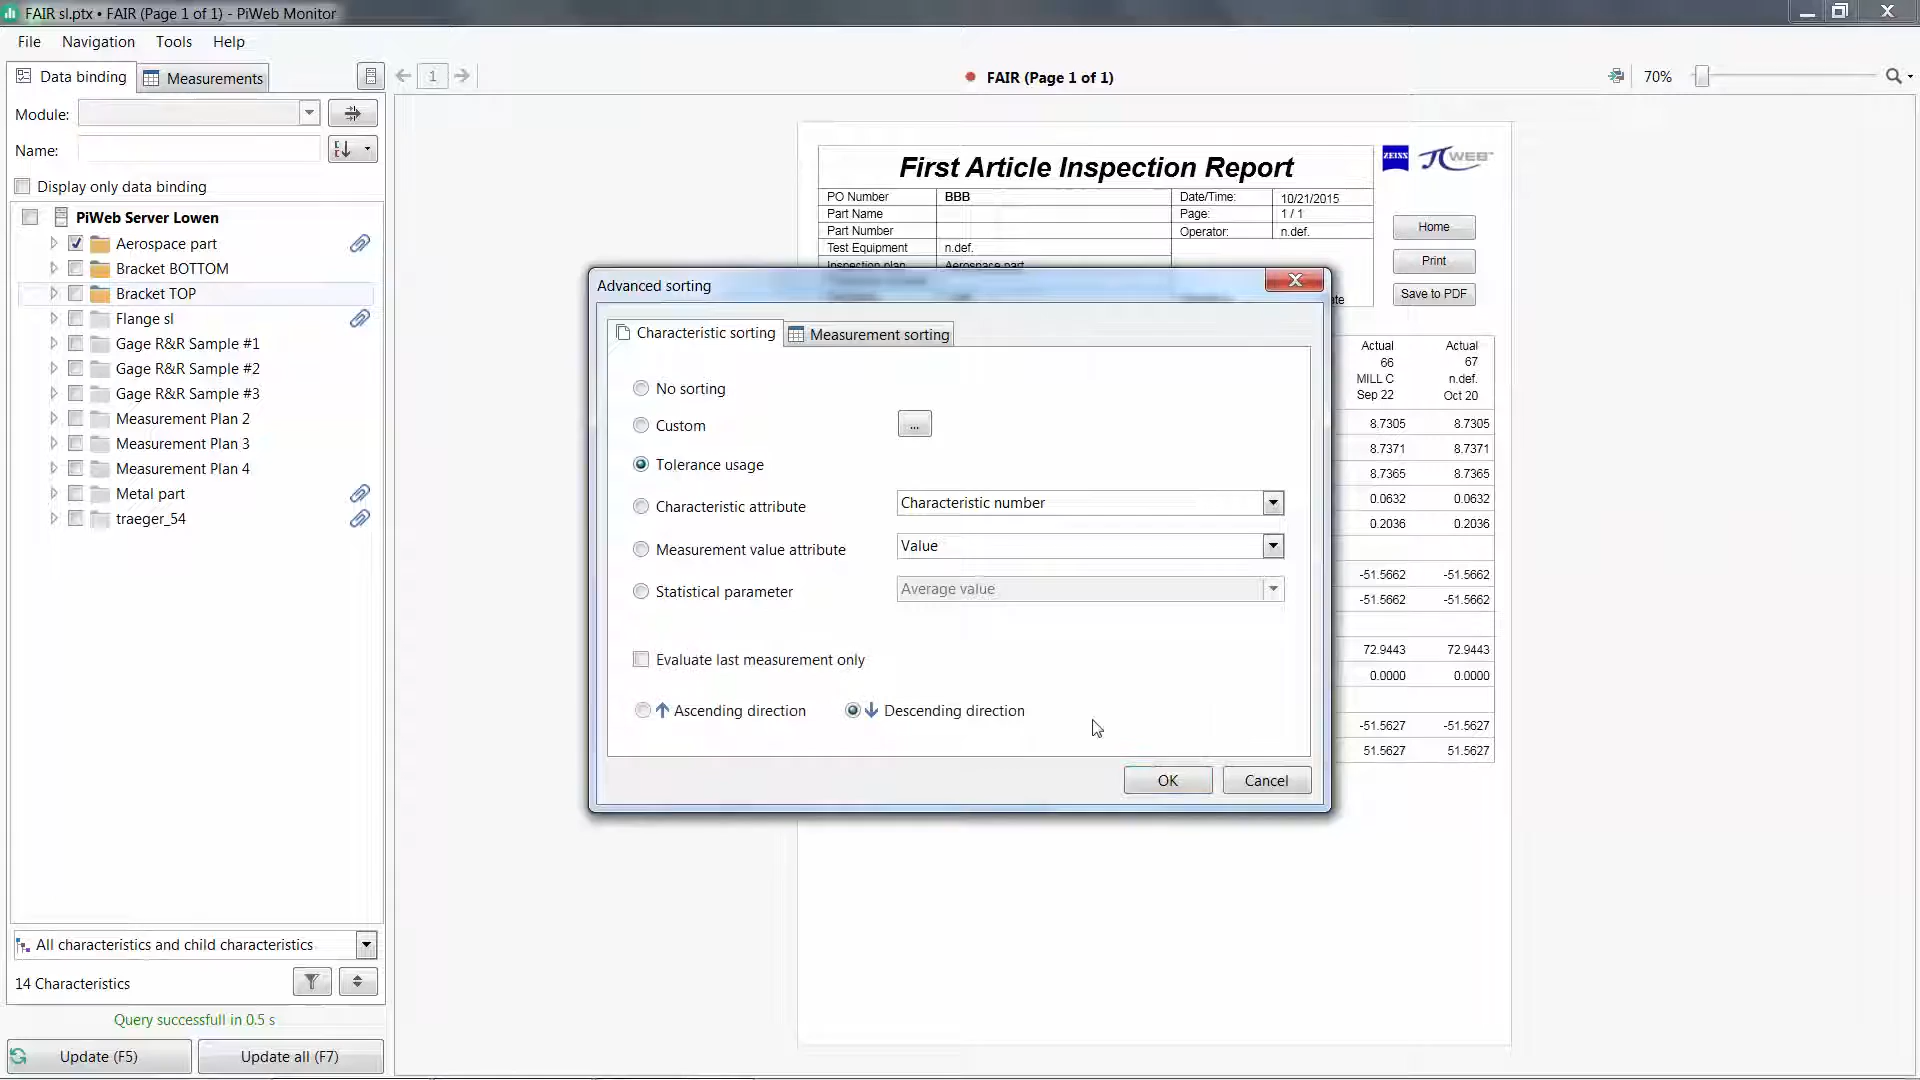 FAIR sl.ptx • FAIR (Page 1 of 1) - PiWeb Monitor
File Navigation Tools Help
Data binding Measurements
1
FAIR (Page 1 of 1)
70%
Module:
Name:
Display only data binding
PiWeb Server Lowen
Aerospace part
Bracket BOTTOM
Bracket TOP
Flange sl
Gage R&R Sample #1
Gage R&R Sample #2
Gage R&R Sample #3
Measurement Plan 2
Measurement Plan 3
Measurement Plan 4
Metal part
traeger_54
All characteristics and child characteristics
14 Characteristics
Query successfull in 0.5 s
Update (F5) Update all (F7)
First Article Inspection Report
ZEISS
WEB
PO Number BBB Date/Time: 10/21/2015
Part Name Page: 1 / 1
Part Number Operator: n.def.
Test Equipment n.def.
Inspection plan Aerospace part
Home
Print
Save to PDF
Advanced sorting
Characteristic sorting Measurement sorting
No sorting
Custom ...
Tolerance usage
Characteristic attribute Characteristic number
Measurement value attribute Value
Statistical parameter Average value
Evaluate last measurement only
Ascending direction Descending direction
OK Cancel
Actual Actual
66 67
MILL C n.def.
Sep 22 Oct 20
8.7305 8.7305
8.7371 8.7371
8.7365 8.7365
0.0632 0.0632
0.2036 0.2036
-51.5662 -51.5662
-51.5662 -51.5662
72.9443 72.9443
0.0000 0.0000
-51.5627 -51.5627
51.5627 51.5627